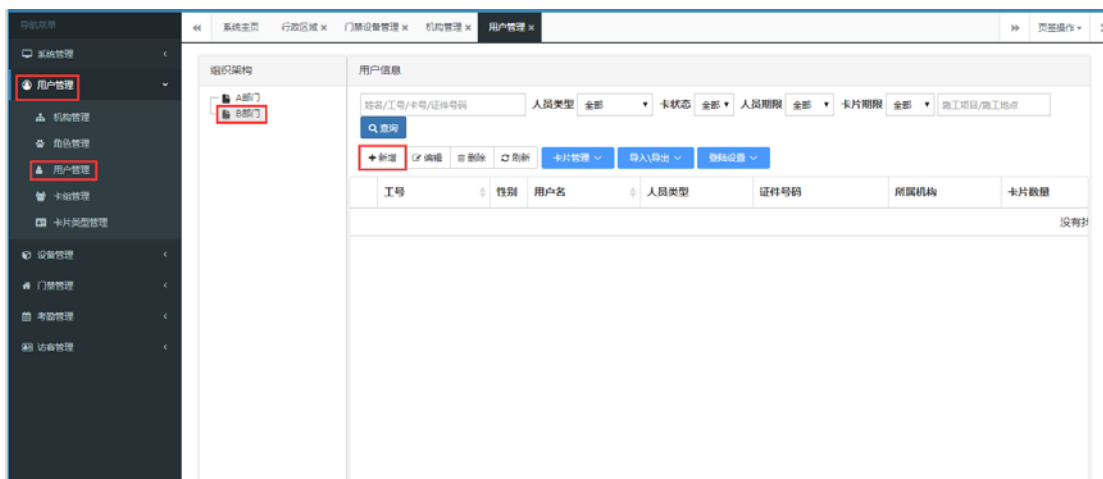 导航菜单
系统主页 行政区域 × 门禁设备管理 × 机构管理 × 用户管理 × 页签操作
系统管理
用户管理
机构管理
角色管理
用户管理
卡组管理
卡片类型管理
设备管理
门禁管理
考勤管理
访客管理
组织架构
A部门
B部门
用户信息
姓名/工号/卡号/证件号码 人员类型 全部 卡状态 全部 人员期限 全部 卡片期限 全部 施工项目/施工地点
查询
+ 新增 编辑 删除 刷新 卡片管理 导入\导出 登陆设置
工号 性别 用户名 人员类型 证件号码 所属机构 卡片数量
没有找